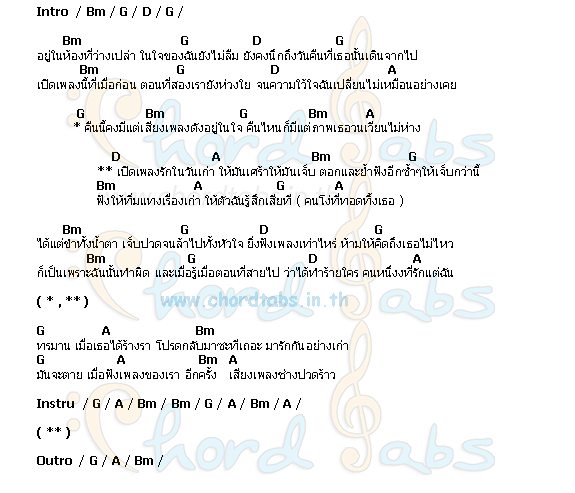 Intro / Bm / G / D / G /
Bm G D G
อยู่ในห้องที่ว่างเปล่า ในใจของฉันยังไม่ลืม ยังคงนึกถึงวันคืนที่เธอนั้นเดินจากไป
Bm G D A
เปิดเพลงนี้ที่เมื่อก่อน ตอนที่สองเรายังห่วงใย จนความไว้ใจฉันเปลี่ยนไม่เหมือนอย่างเคย
G Bm G Bm A
* คืนนี้คงมีแต่เสียงเพลงดังอยู่ในใจ คืนไหนก็มีแต่ภาพเธอวนเวียนไม่ห่าง
D A Bm G
** เปิดเพลงรักในวันเก่า ให้มันเศร้าให้มันเจ็บ ตอกและย้ำฟังอีกซ้ำๆให้เจ็บกว่านี้
Bm A G A
ฟังให้ทิ่มแทงเรื่องเก่า ให้ตัวฉันรู้สึกเสียที ( คนโง่ที่ทอดทิ้งเธอ )
Bm G D G
ได้แต่ช้ำทั้งน้ำตา เจ็บปวดจนล้าไปทั้งหัวใจ ยิ่งฟังเพลงเท่าไหร่ ห้ามให้คิดถึงเธอไม่ไหว
Bm G D A
ก็เป็นเพราะฉันนั้นทำผิด และเมื่อรู้เมื่อตอนที่สายไป ว่าได้ทำร้ายใคร คนหนึ่งงที่รักแต่ฉัน
( * , ** )
www.chordtabs.in.th
G A Bm
ทรมาน เมื่อเธอได้ร้างรา โปรดกลับมาซะทีเถอะ มารักกันอย่างเก่า
G A Bm A
มันจะตาย เมื่อฟังเพลงของเรา อีกครั้ง เสียงเพลงช่างปวดร้าว
Instru / G / A / Bm / Bm / G / A / Bm / A /
( ** )
Outro / G / A / Bm /